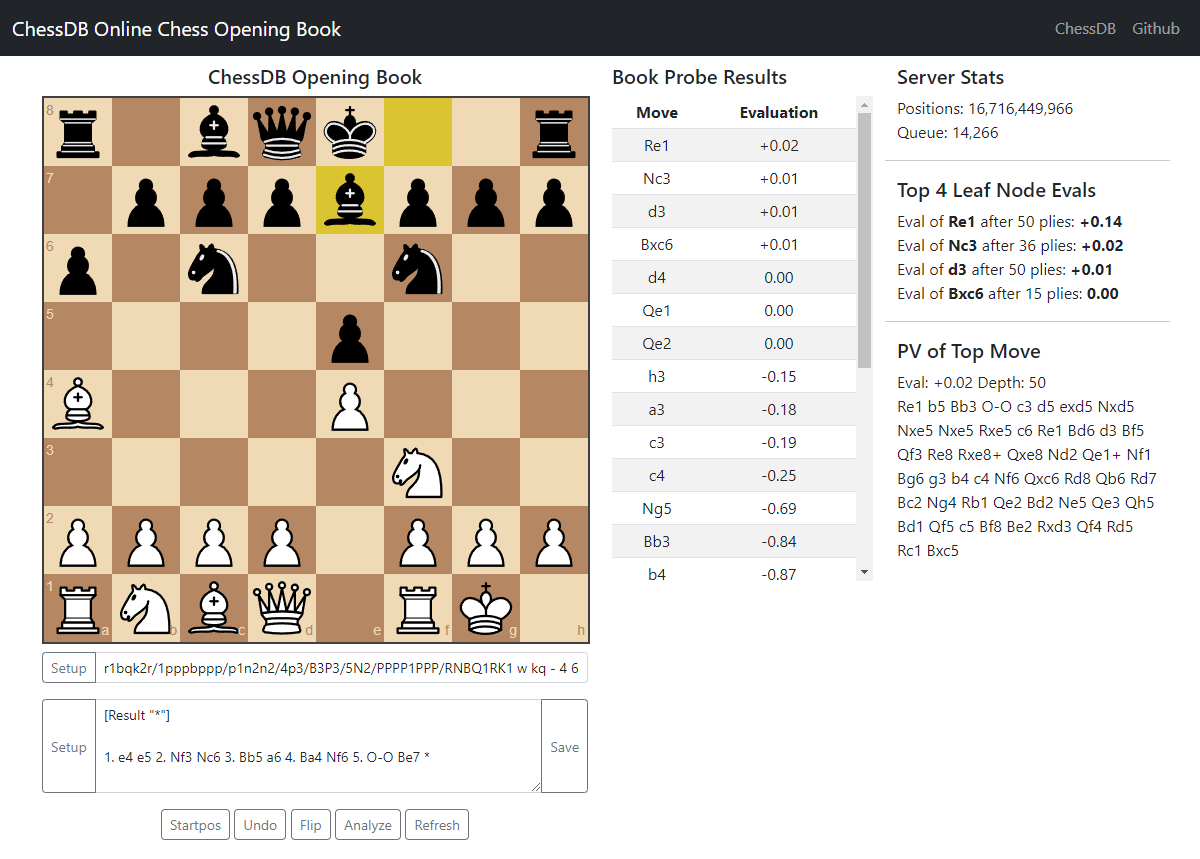 ChessDB Online Chess Opening Book
ChessDB Github
ChessDB Opening Book
8
7
6
5
4
3
2
1
a b c d e f g h
Setup r1bqk2r/1pppbppp/p1n2n2/4p3/B3P3/5N2/PPPP1PPP/RNBQ1RK1 w kq - 4 6
Setup
[Result "*"]
1. e4 e5 2. Nf3 Nc6 3. Bb5 a6 4. Ba4 Nf6 5. O-O Be7 *
Save
Startpos Undo Flip Analyze Refresh
Book Probe Results
Move Evaluation
Re1 +0.02
Nc3 +0.01
d3 +0.01
Bxc6 +0.01
d4 0.00
Qe1 0.00
Qe2 0.00
h3 -0.15
a3 -0.18
c3 -0.19
c4 -0.25
Ng5 -0.69
Bb3 -0.84
b4 -0.87
Server Stats
Positions: 16,716,449,966
Queue: 14,266
Top 4 Leaf Node Evals
Eval of Re1 after 50 plies: +0.14
Eval of Nc3 after 36 plies: +0.02
Eval of d3 after 50 plies: +0.01
Eval of Bxc6 after 15 plies: 0.00
PV of Top Move
Eval: +0.02 Depth: 50
Re1 b5 Bb3 O-O c3 d5 exd5 Nxd5
Nxe5 Nxe5 Rxe5 c6 Re1 Bd6 d3 Bf5
Qf3 Re8 Rxe8+ Qxe8 Nd2 Qe1+ Nf1
Bg6 g3 b4 c4 Nf6 Qxc6 Rd8 Qb6 Rd7
Bc2 Ng4 Rb1 Qe2 Bd2 Ne5 Qe3 Qh5
Bd1 Qf5 c5 Bf8 Be2 Rxd3 Qf4 Rd5
Rc1 Bxc5